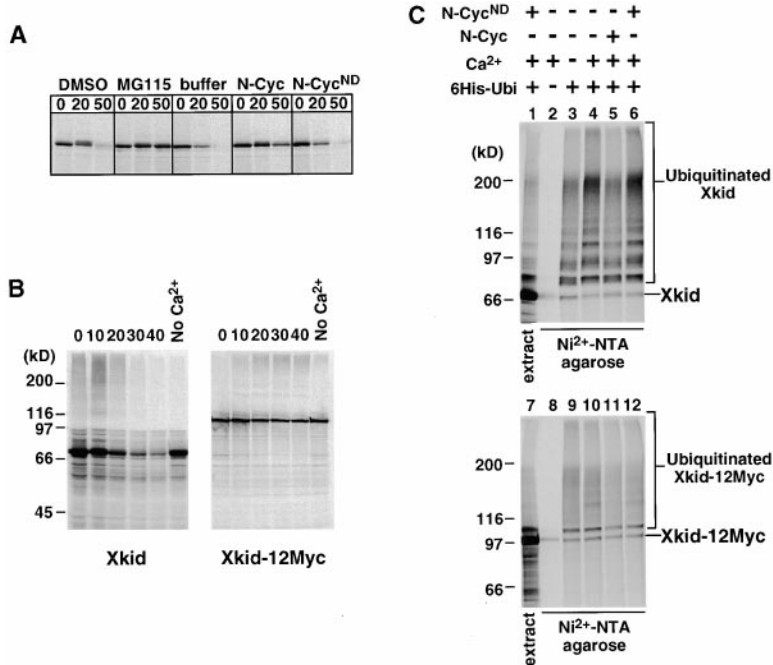 A
DMSO MG115 buffer N-Cyc N-Cyc^ND
0 20 50 0 20 50 0 20 50 0 20 50 0 20 50
B
0 10 20 30 40 No Ca²⁺ 0 10 20 30 40 No Ca²⁺
(kD)
200
116
97
66
45
Xkid Xkid-12Myc
C
N-Cyc^ND + - - - - +
N-Cyc - - - - + -
Ca²⁺ + + - + + +
6His-Ubi + - + + + +
1 2 3 4 5 6
(kD)
200
116
97
66
Ubiquitinated
Xkid
Xkid
extract
Ni²⁺-NTA
agarose
7 8 9 10 11 12
200
116
97
66
Ubiquitinated
Xkid-12Myc
Xkid-12Myc
extract
Ni²⁺-NTA
agarose